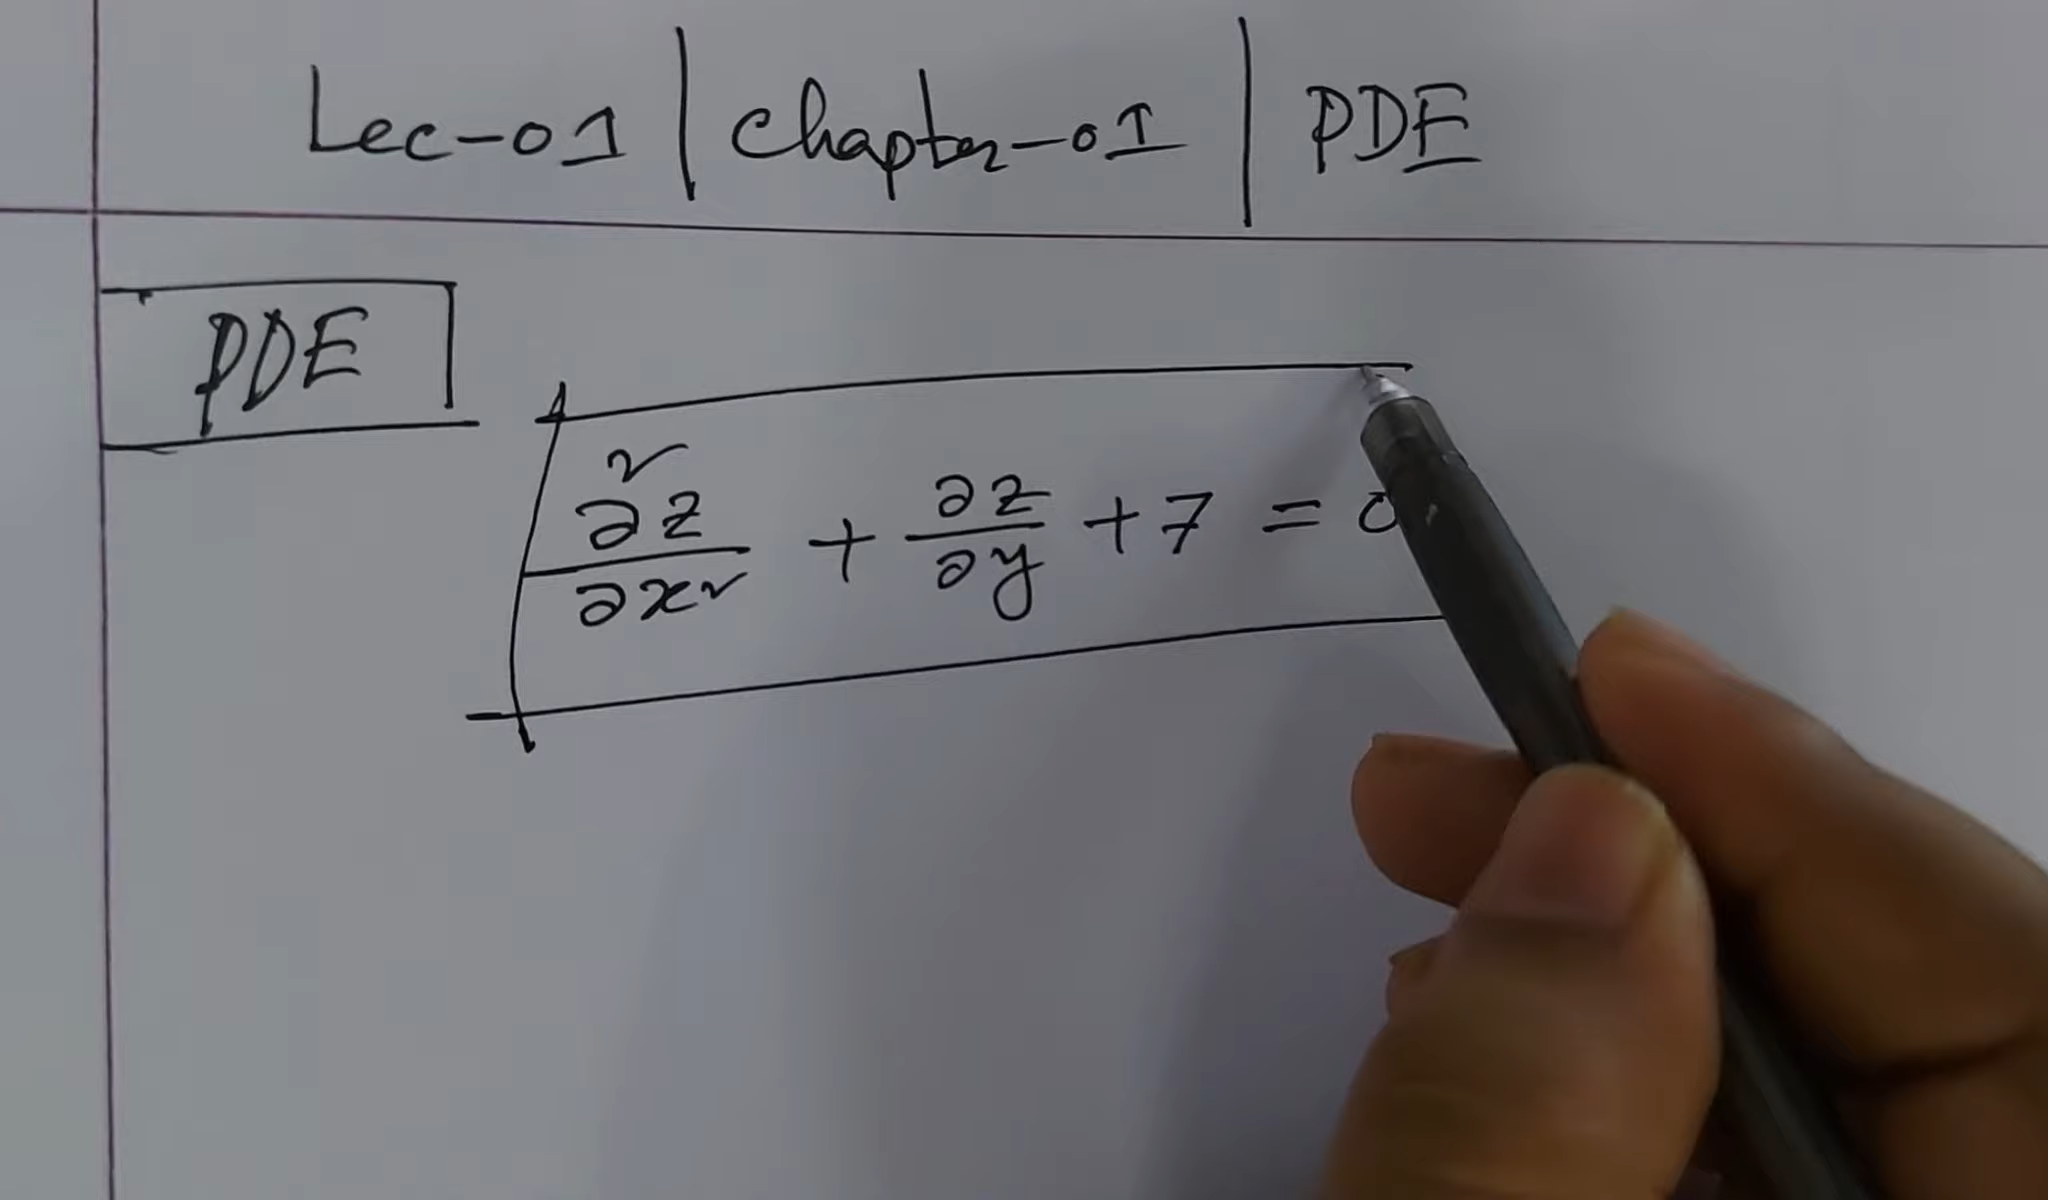 Lec-01 | Chapter-01 | PDE
PDE
∂²z/∂x² + ∂z/∂y + 7 = 0